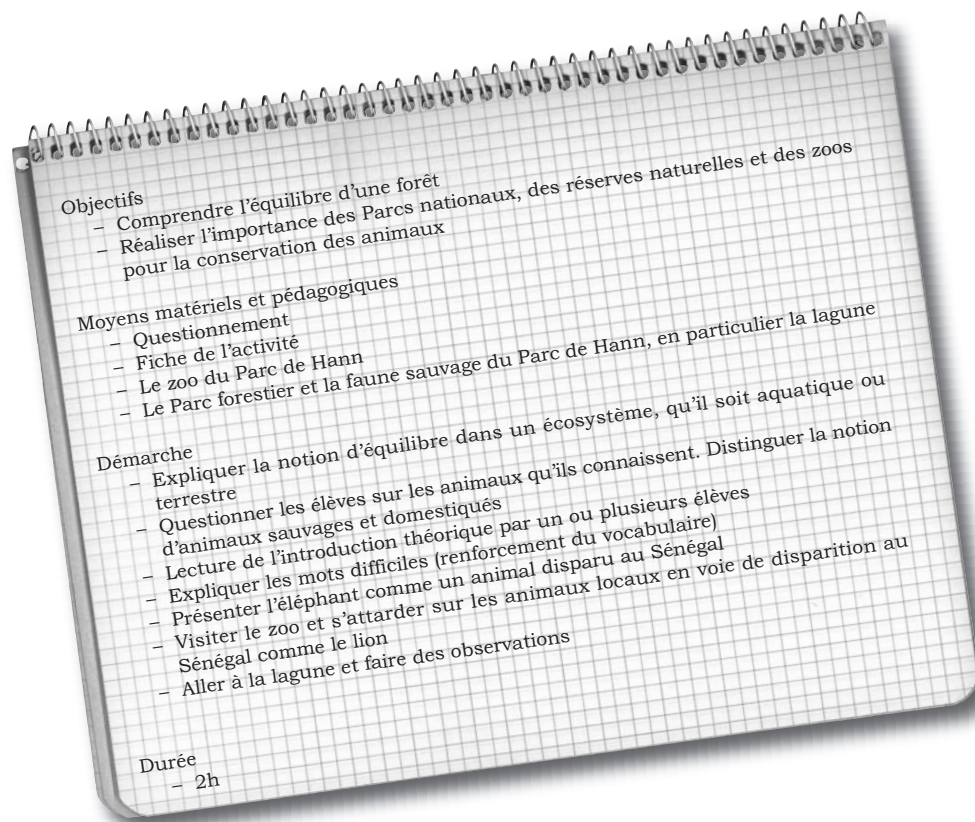 Objectifs
– Comprendre l'équilibre d'une forêt
– Réaliser l'importance des Parcs nationaux, des réserves naturelles et des zoos
pour la conservation des animaux
Moyens matériels et pédagogiques
– Questionnement
– Fiche de l'activité
– Le zoo du Parc de Hann
– Le Parc forestier et la faune sauvage du Parc de Hann, en particulier la lagune
Démarche
– Expliquer la notion d'équilibre dans un écosystème, qu'il soit aquatique ou
terrestre
– Questionner les élèves sur les animaux qu'ils connaissent. Distinguer la notion
d'animaux sauvages et domestiqués
– Lecture de l'introduction théorique par un ou plusieurs élèves
– Expliquer les mots difficiles (renforcement du vocabulaire)
– Présenter l'éléphant comme un animal disparu au Sénégal
– Visiter le zoo et s'attarder sur les animaux locaux en voie de disparition au
Sénégal comme le lion
– Aller à la lagune et faire des observations
Durée
– 2h